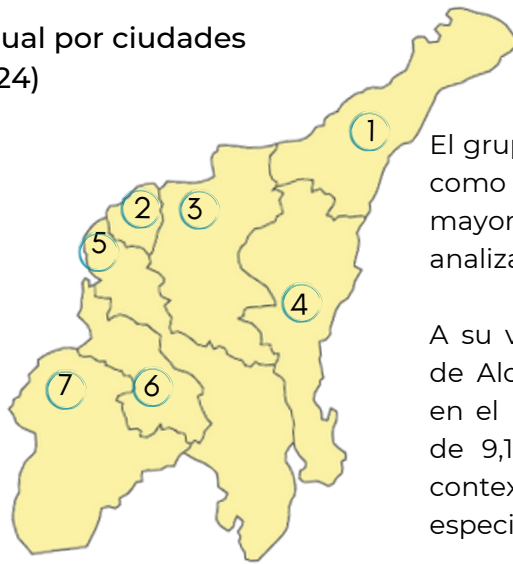 ual por ciudades
24)
1
2
3
5
4
7
6
El gru
como
mayor
analiza
A su v
de Alc
en el
de 9,1
contex
especi